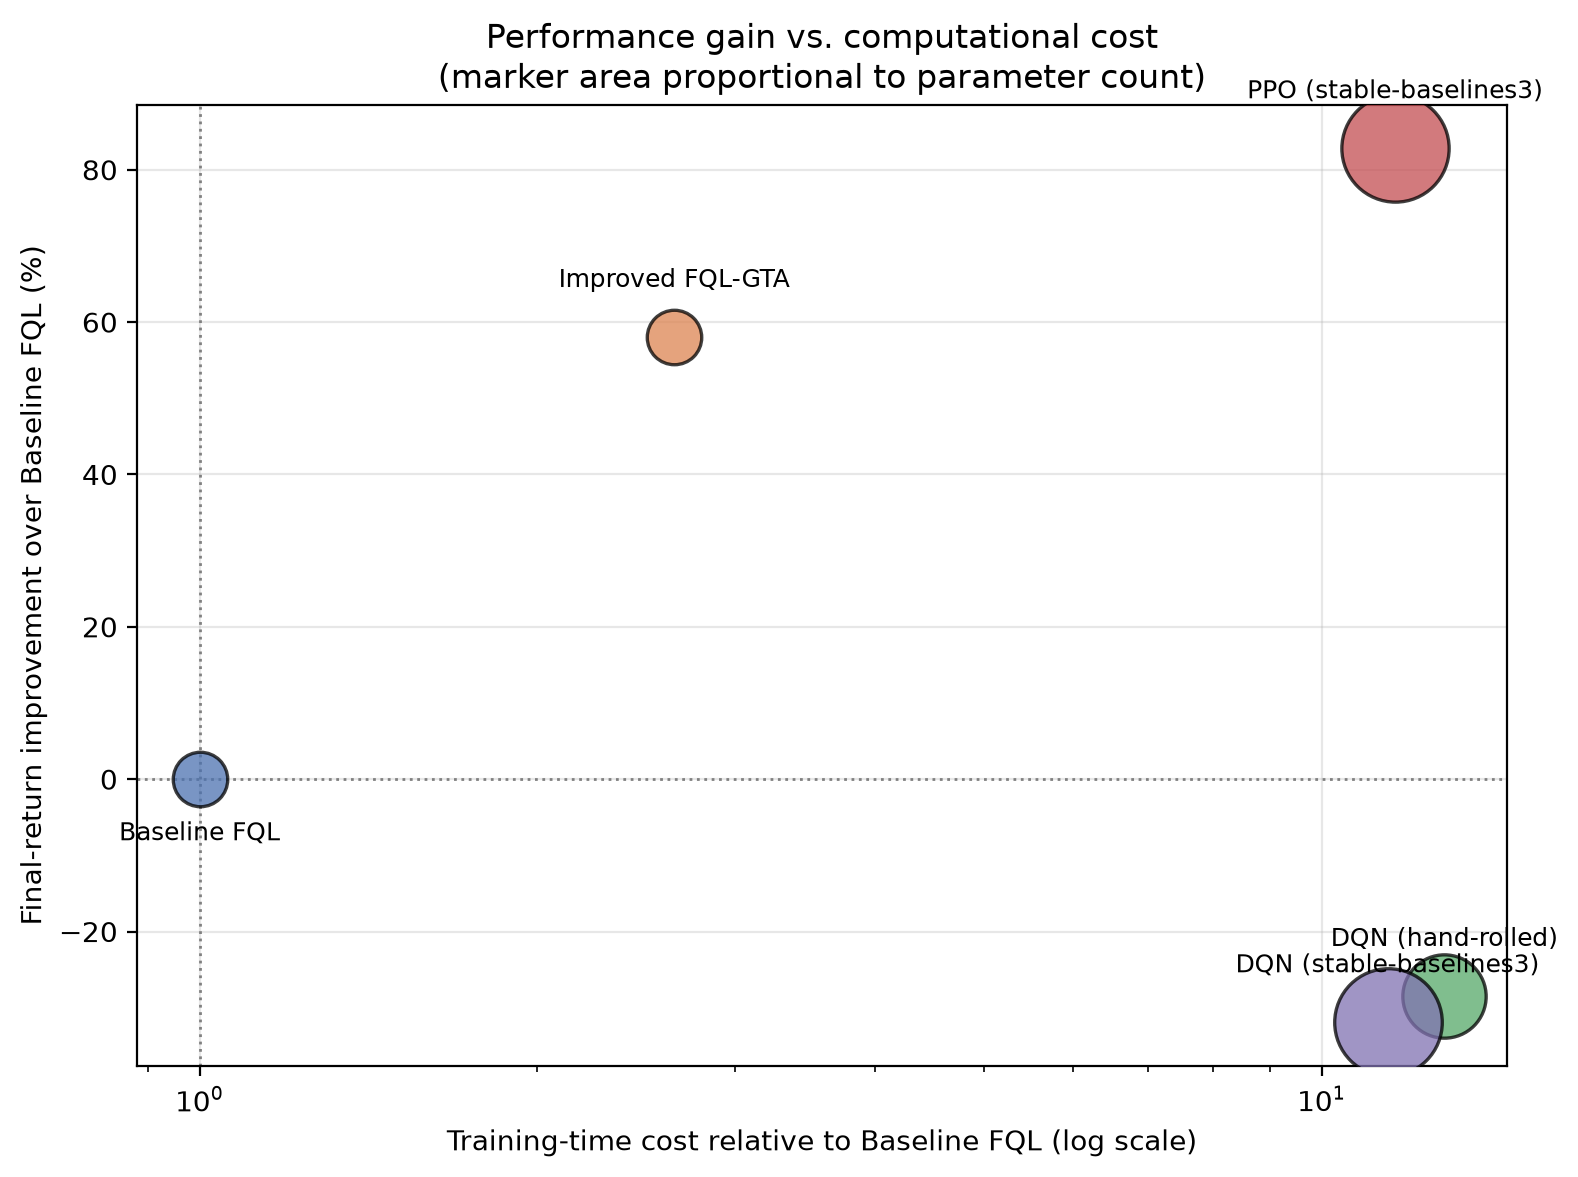 Performance gain vs. computational cost
(marker area proportional to parameter count)
PPO (stable-baselines3)
80
Improved FQL-GTA
60
40
20
0
Baseline FQL
−20
DQN (hand-rolled)
DQN (stable-baselines3)
Final-return improvement over Baseline FQL (%)
10⁰
10¹
Training-time cost relative to Baseline FQL (log scale)